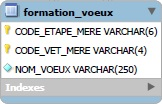 formation_voeux
CODE_ETAPE_MERE VARCHAR(6)
CODE_VET_MERE VARCHAR(4)
NOM_VOEUX VARCHAR(250)
Indexes